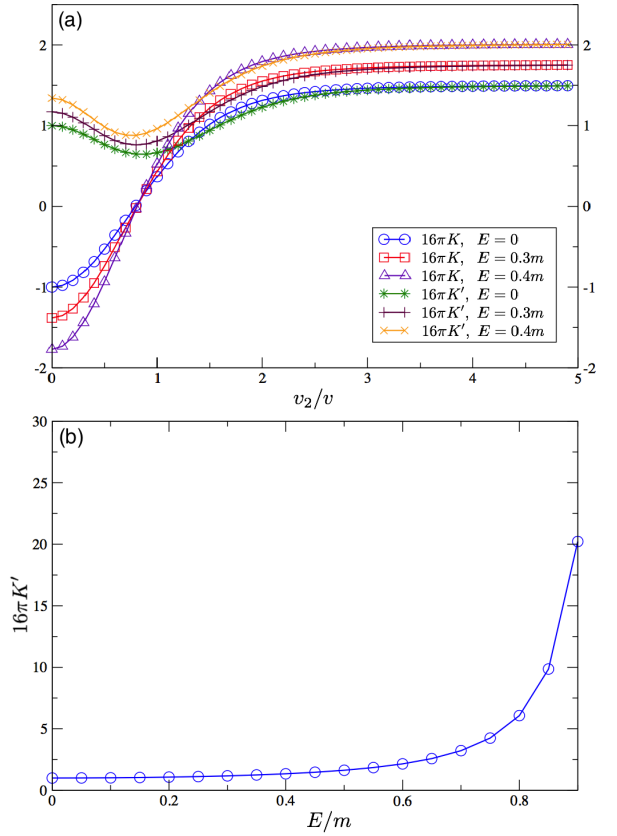 (a)
2
1
0
-1
-2
2
1
0
-1
-2
16πK, E = 0
16πK, E = 0.3m
16πK, E = 0.4m
16πK′, E = 0
16πK′, E = 0.3m
16πK′, E = 0.4m
0 1 2 3 4 5
v₂/v
(b)
30
25
20
15
10
5
0
16πK′
0 0.2 0.4 0.6 0.8
E/m